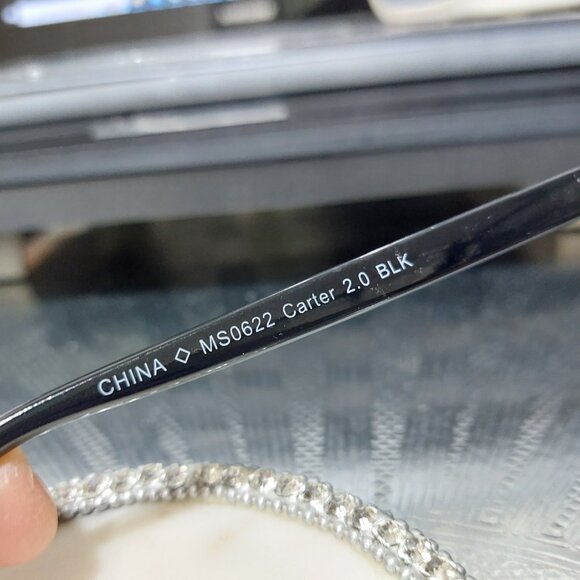 CHINA ◇ MS0622 Carter 2.0 BLK